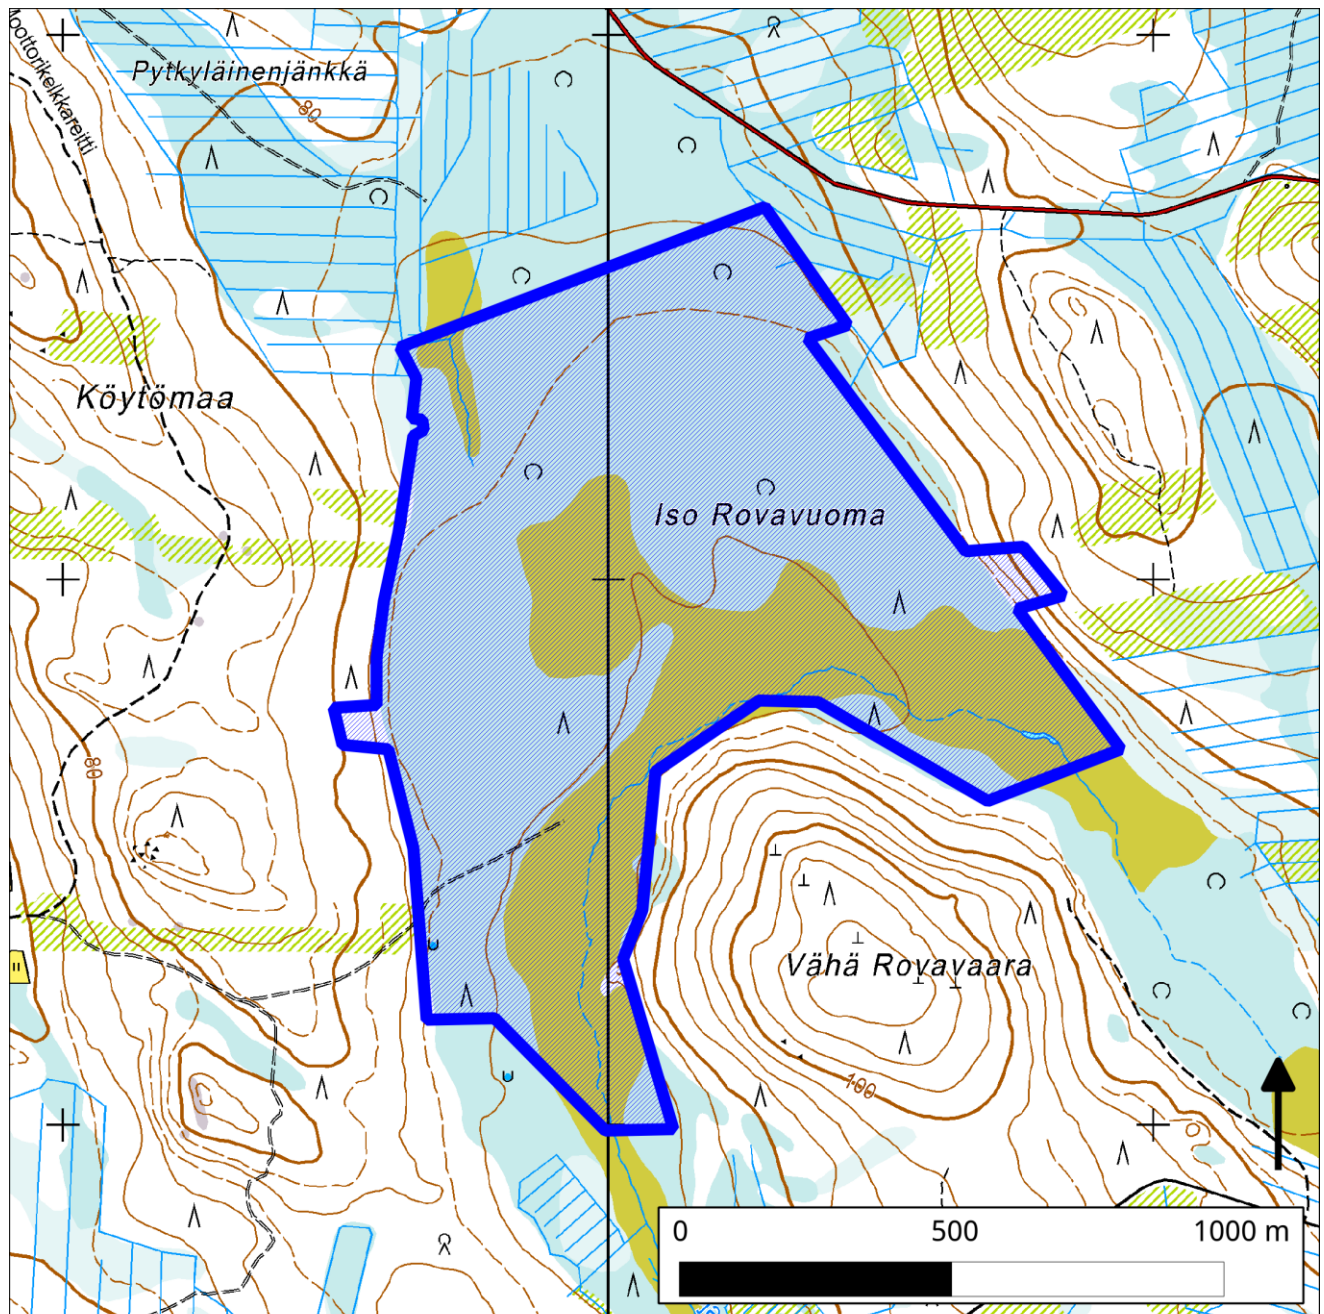 Moottorikelkkareitti
Pytkyläinenjänkkä
80
Köytömaa
Iso Rovavuoma
80
Vähä Rovavaara
100
0 500 1000 m